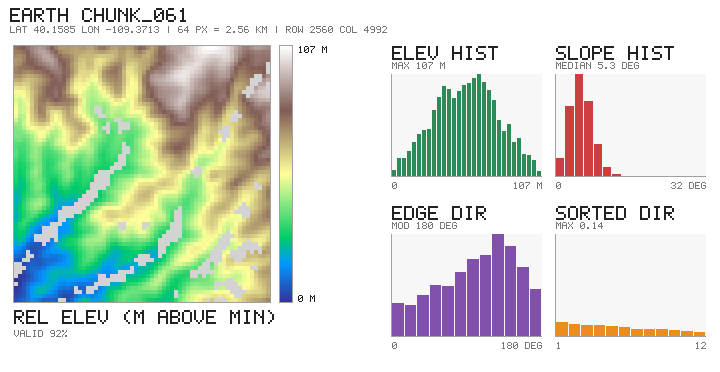 EARTH CHUNK_061
LAT 40.1585 LON -109.3713 | 64 PX = 2.56 KM | ROW 2560 COL 4992
107 M
0 M
REL ELEV (M ABOVE MIN)
VALID 92%
ELEV HIST
MAX 107 M
0 107 M
SLOPE HIST
MEDIAN 5.3 DEG
0 32 DEG
EDGE DIR
MOD 180 DEG
0 180 DEG
SORTED DIR
MAX 0.14
1 12